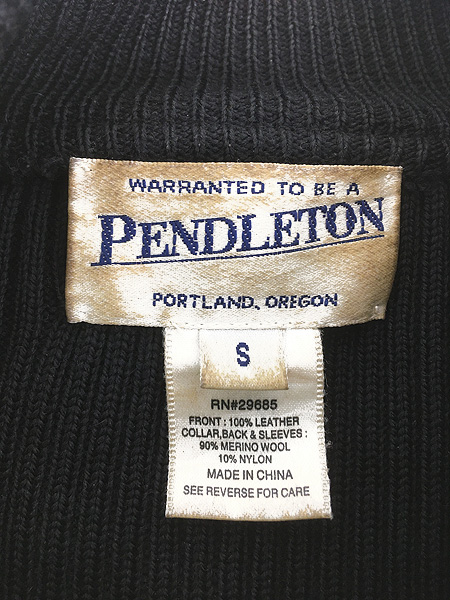 WARRANTED TO BE A
PENDLETON
PORTLAND, OREGON
S
RN#29685
FRONT : 100% LEATHER
COLLAR,BACK & SLEEVES :
90% MERINO WOOL
10% NYLON
MADE IN CHINA
SEE REVERSE FOR CARE